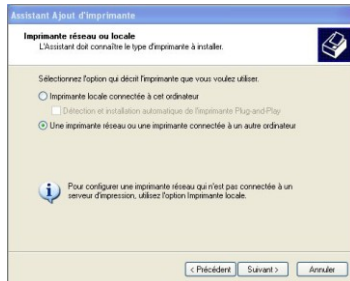 Assistant Ajout d'imprimante
Imprimante réseau ou locale
L'Assistant doit connaître le type d'imprimante à installer.
Sélectionnez l'option qui décrit l'imprimante que vous voulez utiliser.
Imprimante locale connectée à cet ordinateur
Détection et installation automatique de l'imprimante Plug-and-Play
Une imprimante réseau ou une imprimante connectée à un autre ordinateur
Pour configurer une imprimante réseau qui n'est pas connectée à un
serveur d'impression, utilisez l'option Imprimante locale.
< Précédent Suivant > Annuler